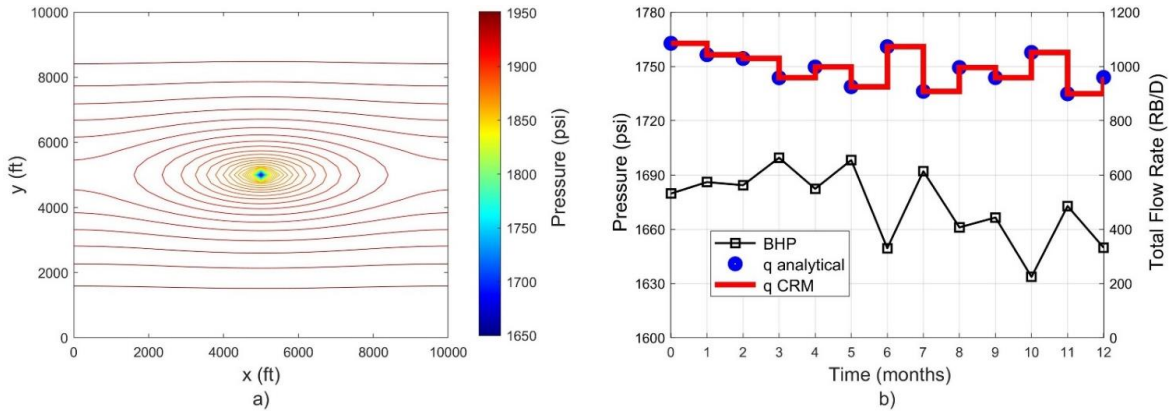 10000
8000
6000
4000
2000
0
y (ft)
0 2000 4000 6000 8000 10000
x (ft)
a)
1950
1900
1850
1800
1750
1700
1650
Pressure (psi)
1780
1750
1720
1690
1660
1630
1600
Pressure (psi)
BHP
q analytical
q CRM
0 1 2 3 4 5 6 7 8 9 10 11 12
Time (months)
b)
1200
1000
800
600
400
200
0
Total Flow Rate (RB/D)